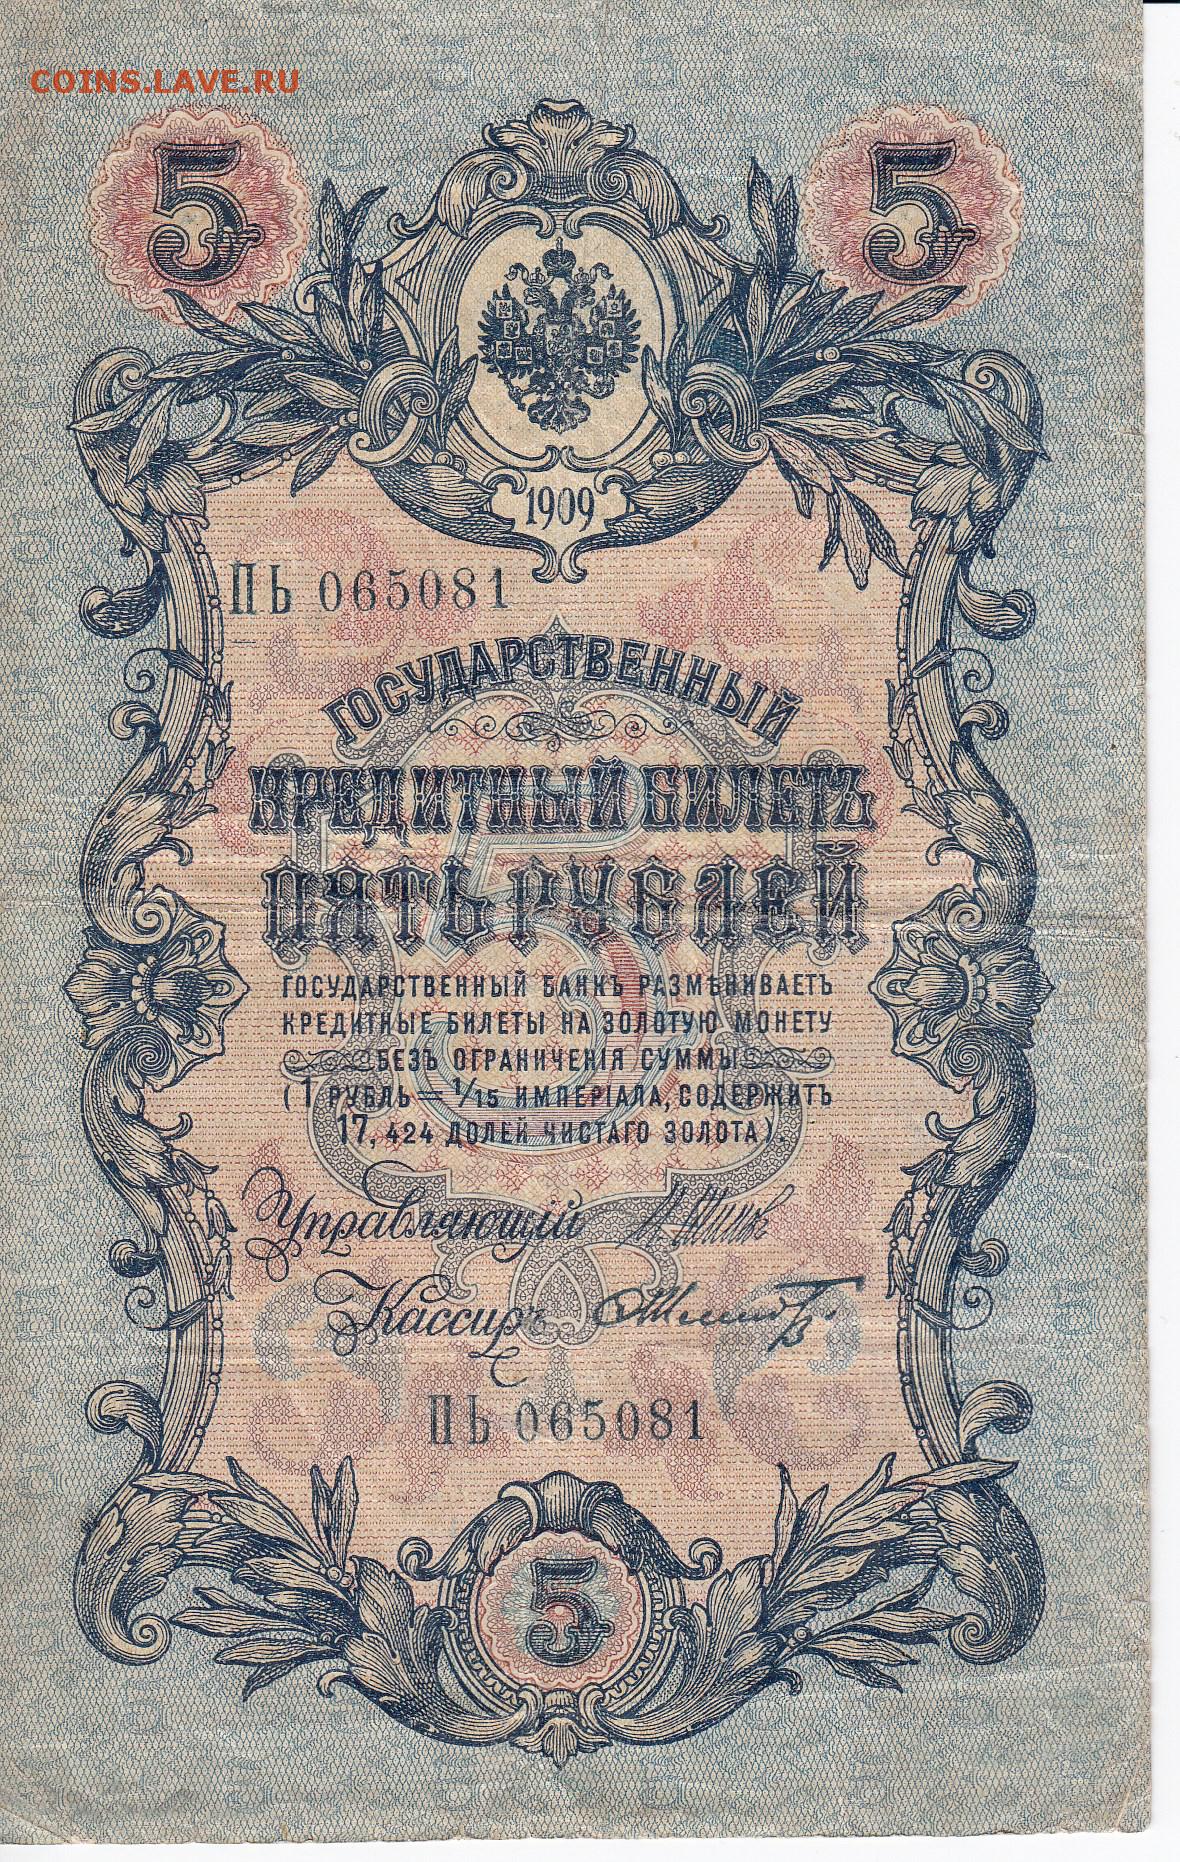 COINS.LAVE.RU
5 5
1909
ПЬ 065081
ГОСУДАРСТВЕННЫЙ
КРЕДИТНЫЙ БИЛЕТЪ
ПЯТЬ РУБЛЕЙ
ГОСУДАРСТВЕННЫЙ БАНКЪ РАЗМѢНИВАЕТЪ
КРЕДИТНЫЕ БИЛЕТЫ НА ЗОЛОТУЮ МОНЕТУ
БЕЗЪ ОГРАНИЧЕНІЯ СУММЫ
(1 РУБЛЬ = 1/15 ИМПЕРІАЛА, СОДЕРЖИТЪ
17, 424 ДОЛЕЙ ЧИСТАГО ЗОЛОТА).
Управляющій
Кассиръ
ПЬ 065081
5